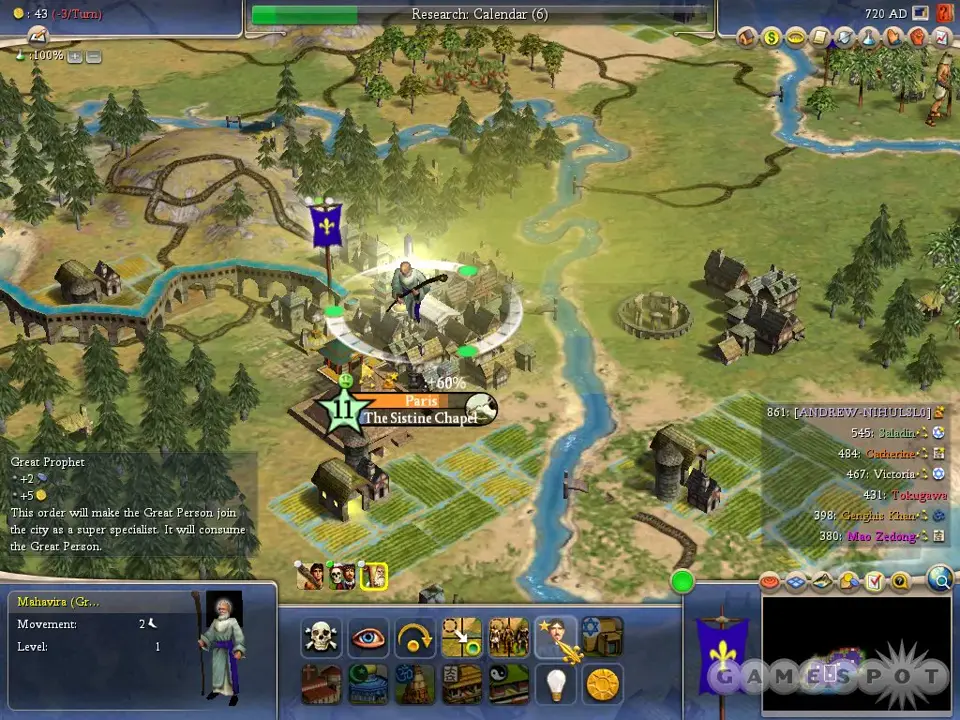 : 43 (-3/Turn)
Research: Calendar (6)
720 AD
:100%
+60%
11
Paris
The Sistine Chapel
861: [ANDREW-NIHUL8L0]
545: Saladin
484: Catherine
467: Victoria
431: Tokugawa
398: Genghis Khan
380: Mao Zedong
Great Prophet
+2
+5
This order will make the Great Person join
the city as a super specialist. It will consume
the Great Person.
Mahavira (Gr...
Movement: 2
Level: 1
GAMESPOT